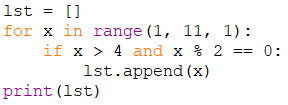 lst = []
for x in range(1, 11, 1):
    if x > 4 and x % 2 == 0:
        lst.append(x)
print(lst)